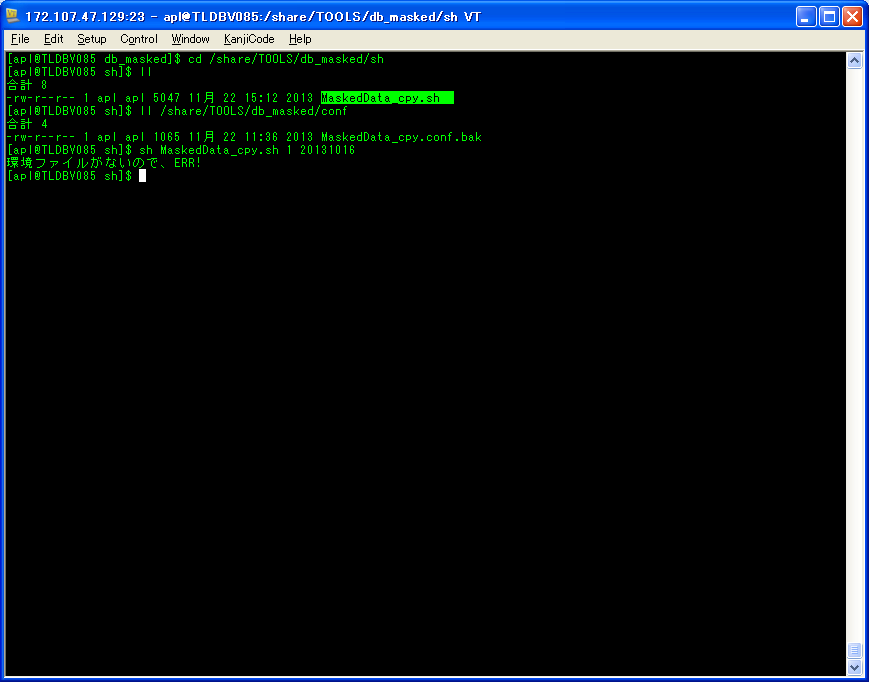 172.107.47.129:23 - apl@TLDBV085:/share/TOOLS/db_masked/sh VT
File Edit Setup Control Window KanjiCode Help
[apl@TLDBV085 db_masked]$ cd /share/TOOLS/db_masked/sh
[apl@TLDBV085 sh]$ ll
合計 8
-rw-r--r-- 1 apl apl 5047 11月 22 15:12 2013 MaskedData_cpy.sh
[apl@TLDBV085 sh]$ ll /share/TOOLS/db_masked/conf
合計 4
-rw-r--r-- 1 apl apl 1065 11月 22 11:36 2013 MaskedData_cpy.conf.bak
[apl@TLDBV085 sh]$ sh MaskedData_cpy.sh 1 20131016
環境ファイルがないので、ERR!
[apl@TLDBV085 sh]$